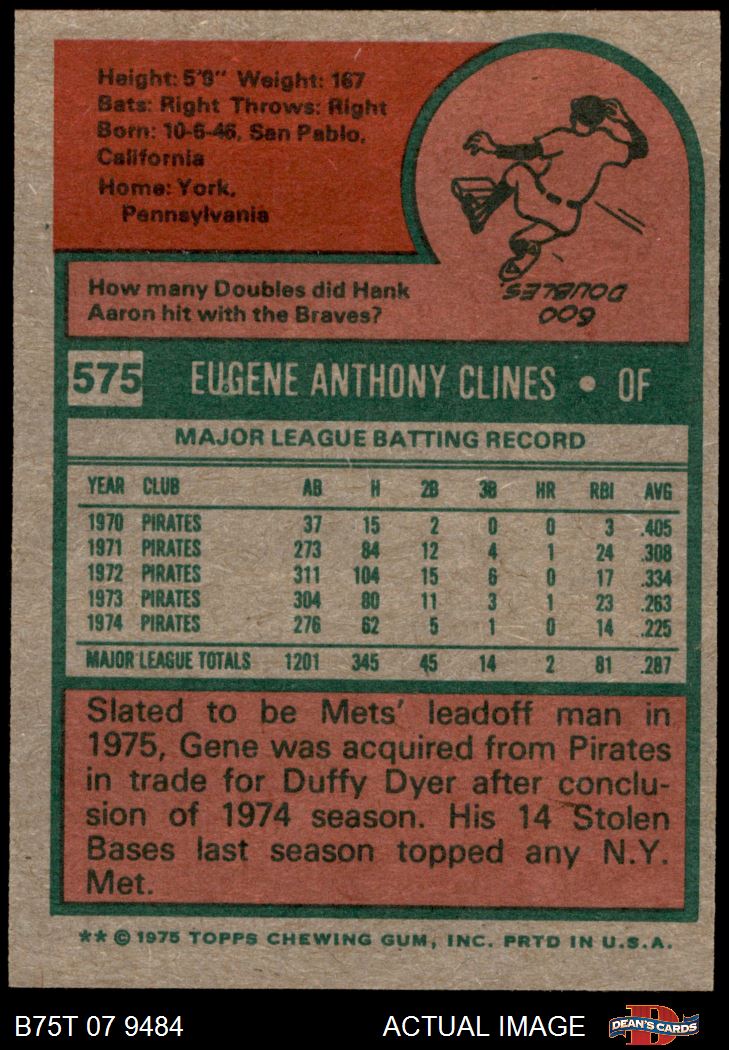 Height: 5'9" Weight: 167
Bats: Right Throws: Right
Born: 10-6-46, San Pablo,
California
Home: York,
Pennsylvania
How many Doubles did Hank
Aaron hit with the Braves?
600
DOUBLES.
575 EUGENE ANTHONY CLINES • OF
MAJOR LEAGUE BATTING RECORD
YEAR CLUB AB H 2B 3B HR RBI AVG
1970 PIRATES 37 15 2 0 0 3 .405
1971 PIRATES 273 84 12 4 1 24 .308
1972 PIRATES 311 104 15 6 0 17 .334
1973 PIRATES 304 80 11 3 1 23 .263
1974 PIRATES 276 62 5 1 0 14 .225
MAJOR LEAGUE TOTALS 1201 345 45 14 2 81 .287
Slated to be Mets' leadoff man in
1975, Gene was acquired from Pirates
in trade for Duffy Dyer after conclu-
sion of 1974 season. His 14 Stolen
Bases last season topped any N.Y.
Met.
** © 1975 TOPPS CHEWING GUM, INC. PRTD IN U.S.A.
B75T 07 9484 ACTUAL IMAGE DEAN'S CARDS